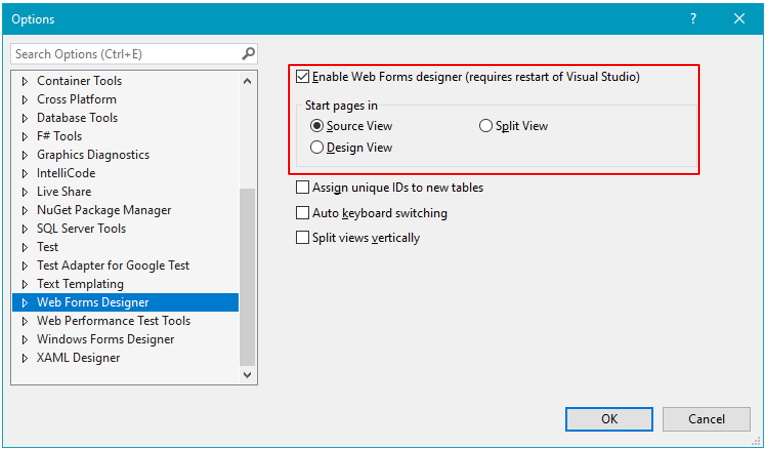 Options
Search Options (Ctrl+E)
Container Tools
Cross Platform
Database Tools
F# Tools
Graphics Diagnostics
IntelliCode
Live Share
NuGet Package Manager
SQL Server Tools
Test
Test Adapter for Google Test
Text Templating
Web Forms Designer
Web Performance Test Tools
Windows Forms Designer
XAML Designer
Enable Web Forms designer (requires restart of Visual Studio)
Start pages in
Source View Split View
Design View
Assign unique IDs to new tables
Auto keyboard switching
Split views vertically
OK Cancel